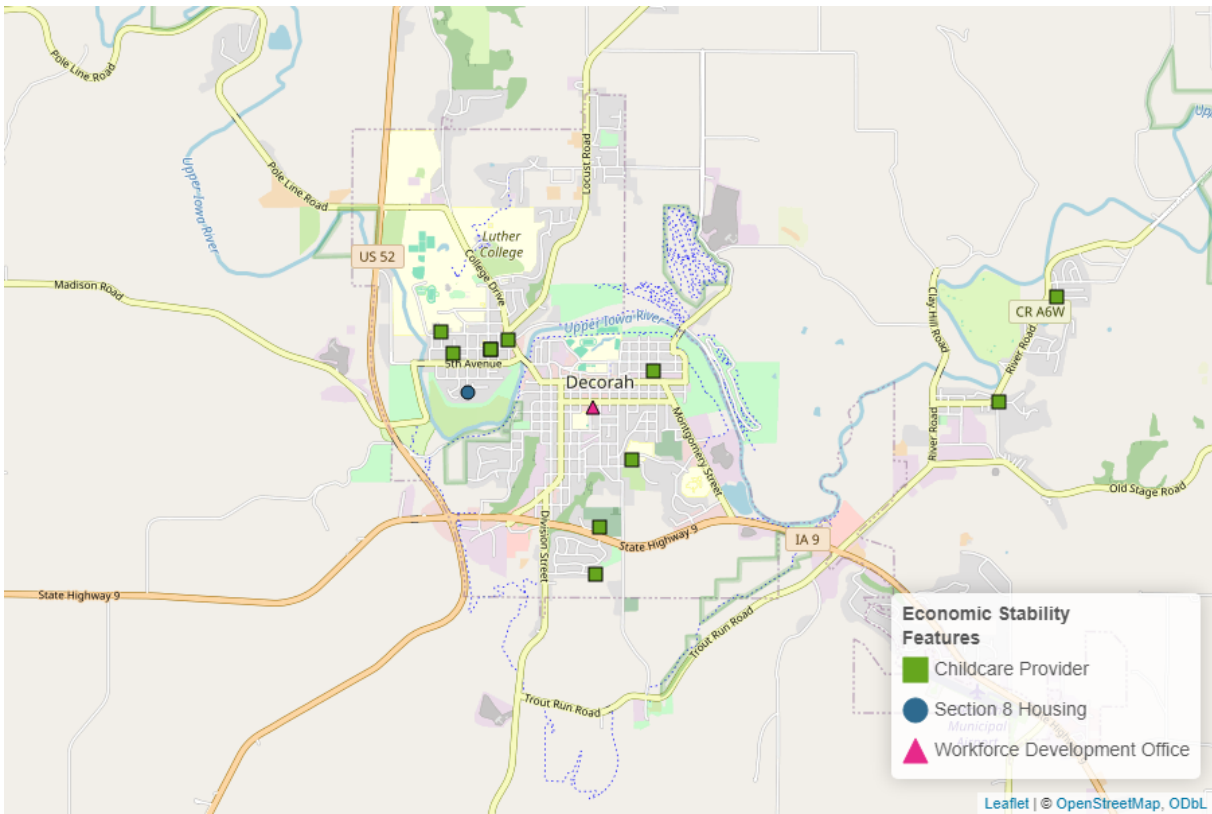 Pole Line Road
Upper Iowa River
Pole Line Road
Locust Road
Luther
College
US 52
College Drive
Madison Road
Clay Hill Road
CR A6W
Upper Iowa River
River Road
5th Avenue
Decorah
Montgomery Street
River Road
Old Stage Road
Division Street
State Highway 9
IA 9
State Highway 9
Trout Run Road
Trout Run Road
Economic Stability
Features
Childcare Provider
Section 8 Housing
Municipal
Airport
Workforce Development Office
Leaflet | © OpenStreetMap, ODbL